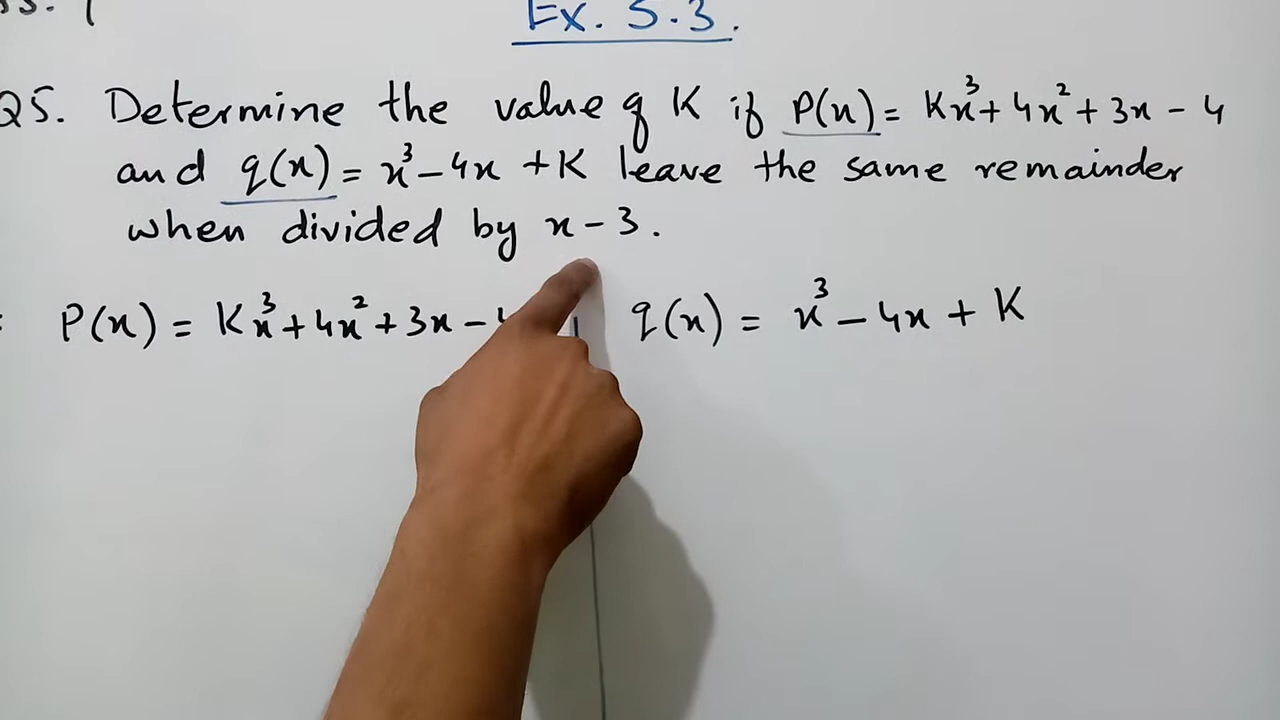 Ex. 5.3.
Q5. Determine the value of K if P(x) = Kx³ + 4x² + 3x - 4
and q(x) = x³ - 4x + K leave the same remainder
when divided by x - 3.
P(x) = Kx³ + 4x² + 3x - q(x) = x³ - 4x + K